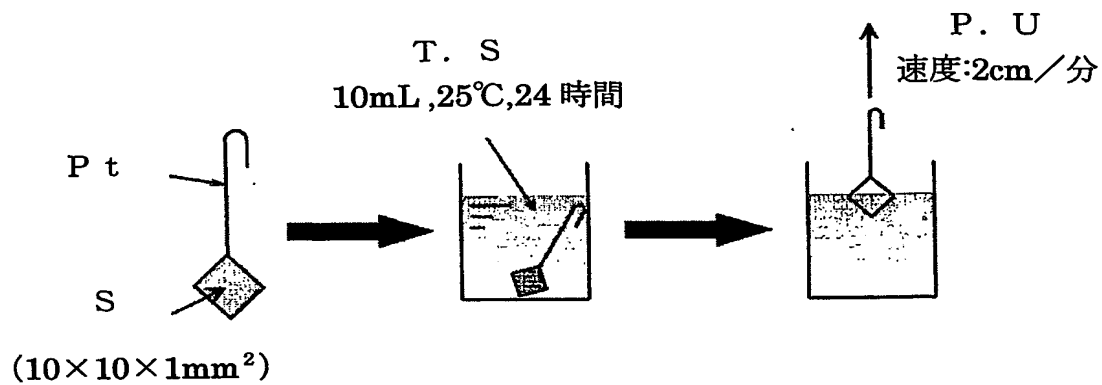 P. U
速度:2cm/分
T. S
10mL ,25℃,24 時間
P t
S
(10×10×1mm²)